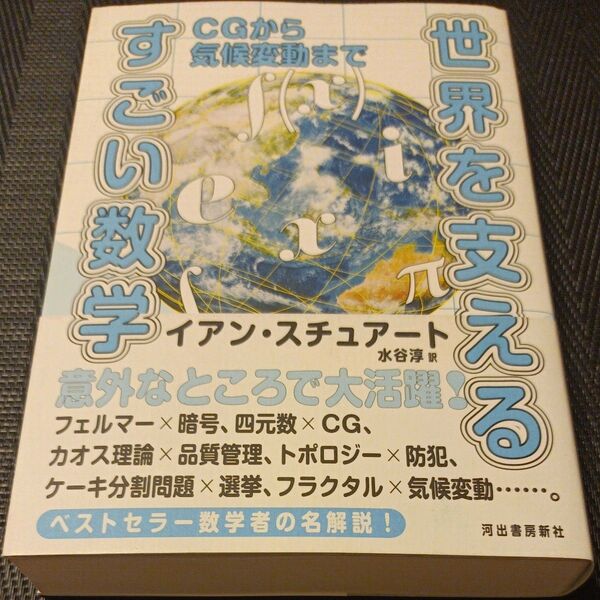 世界を支える
すごい数学
CGから
気候変動まで
f(x)
i
e
x
π
∫
イアン・スチュアート
水谷淳 訳
意外なところで大活躍!
フェルマー×暗号、四元数×CG、
カオス理論×品質管理、トポロジー×防犯、
ケーキ分割問題×選挙、フラクタル×気候変動……。
ベストセラー数学者の名解説!
河出書房新社